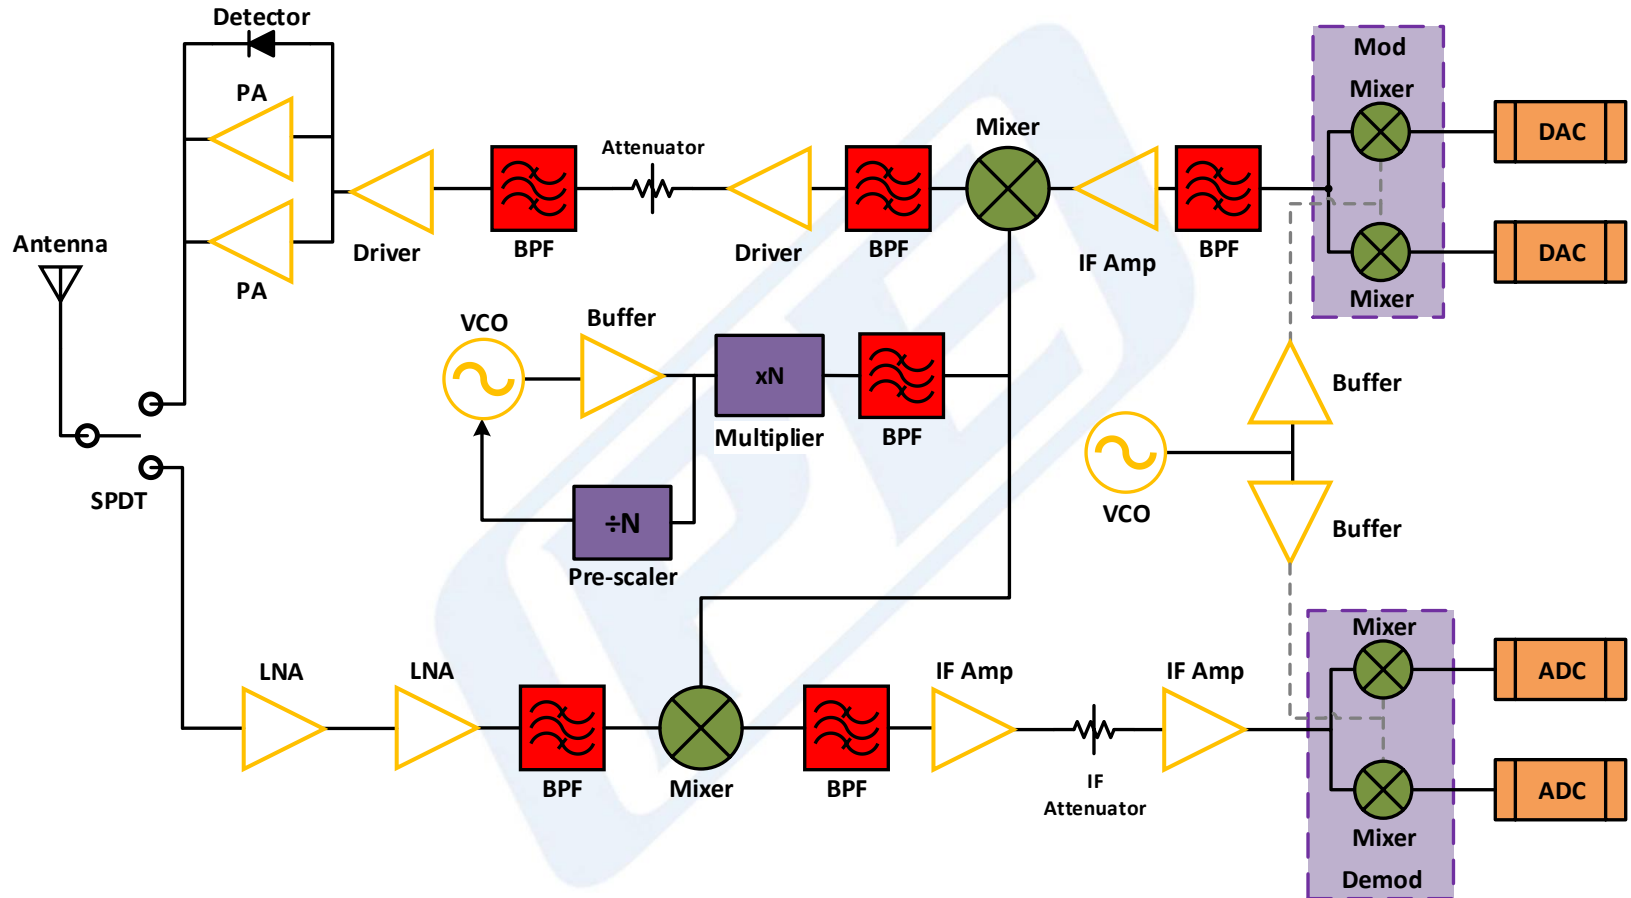 Detector
Mod
PA
Mixer
Mixer
DAC
Attenuator
Antenna
Driver
BPF
Driver
BPF
IF Amp
BPF
DAC
PA
Mixer
VCO
Buffer
xN
Buffer
Multiplier
BPF
SPDT
VCO
÷N
Buffer
Pre-scaler
Mixer
LNA
LNA
IF Amp
IF Amp
ADC
BPF
Mixer
BPF
IF
Attenuator
ADC
Mixer
Demod
PE